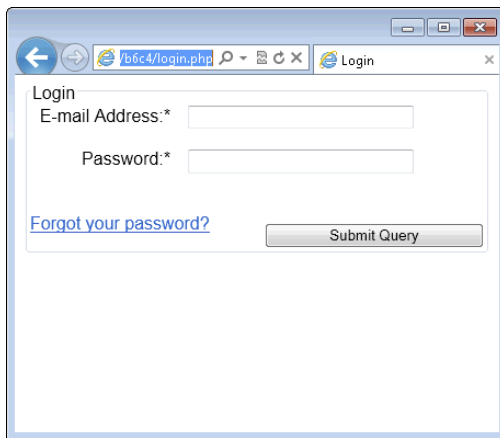 /b6c4/login.php
Login
Login
E-mail Address:*
Password:*
Forgot your password?
Submit Query